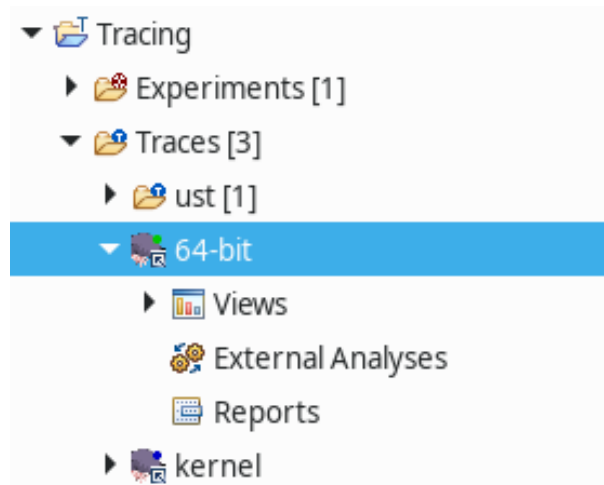 Tracing
Experiments [1]
Traces [3]
ust [1]
64-bit
Views
External Analyses
Reports
kernel